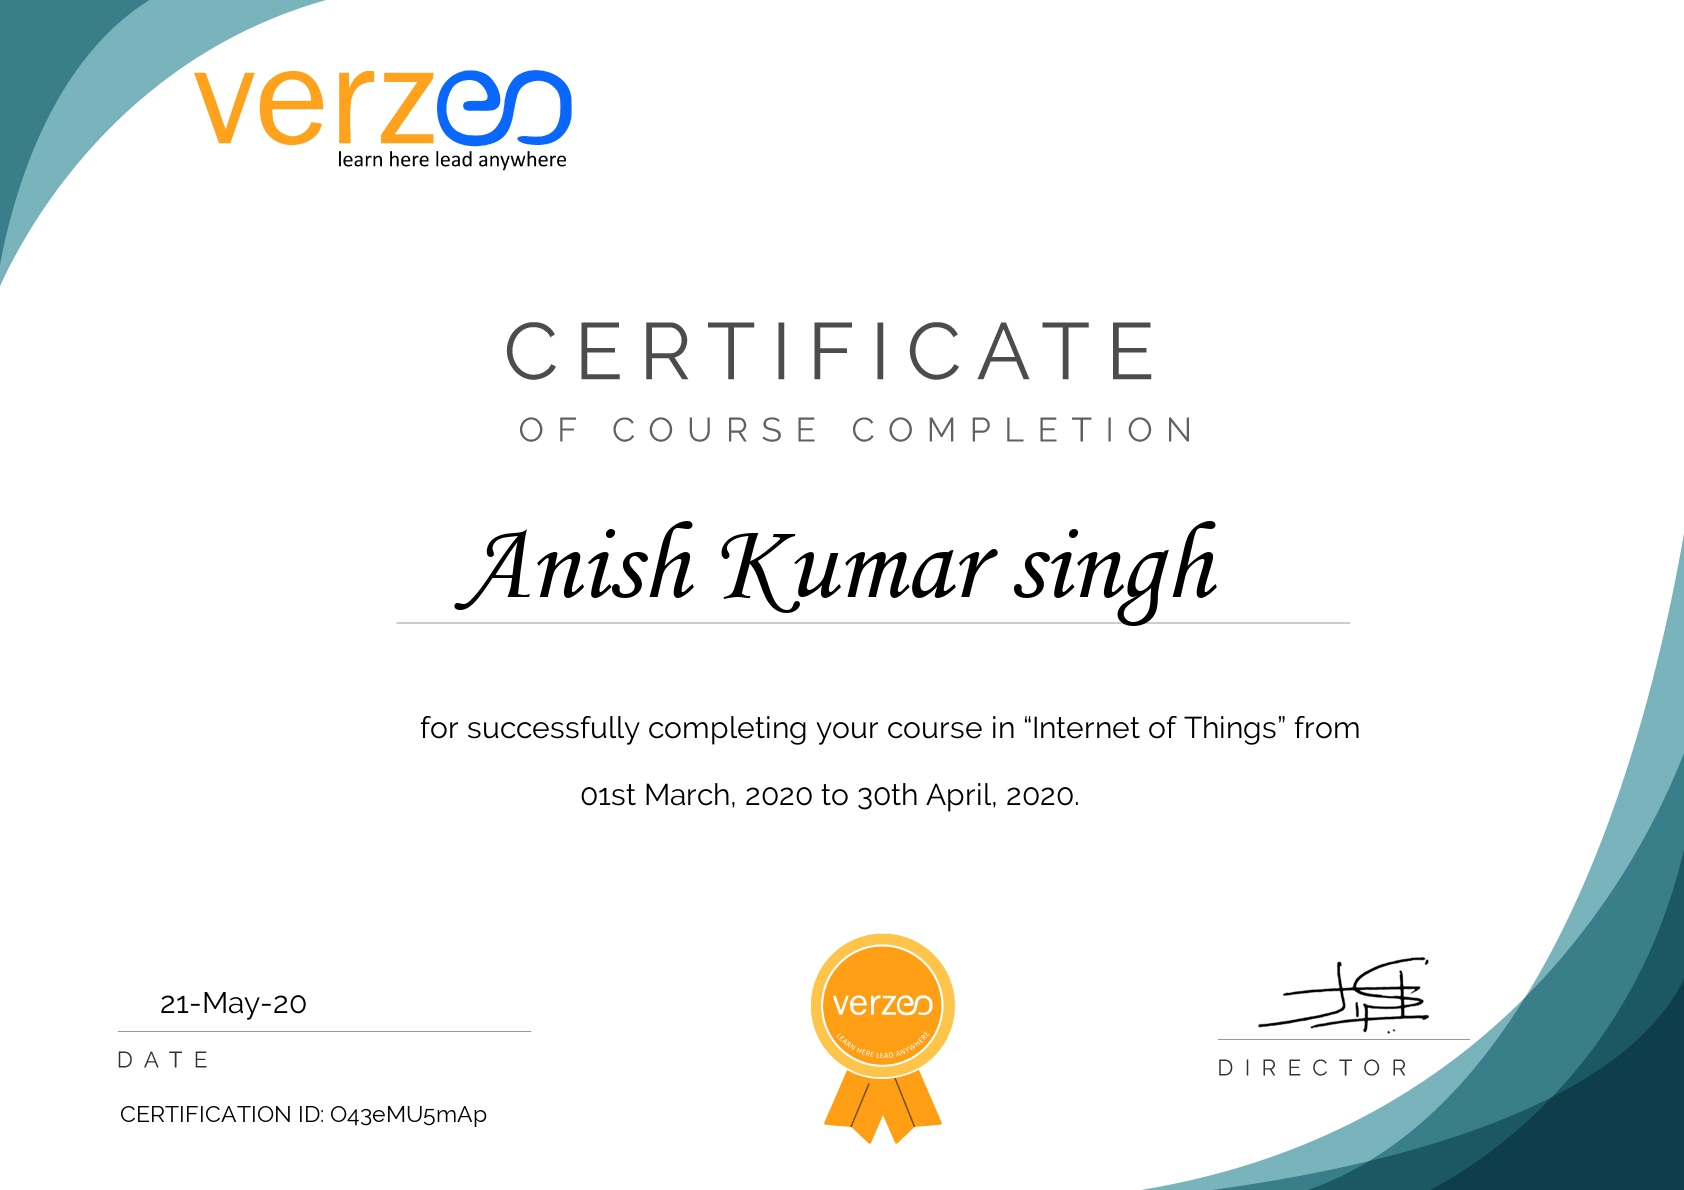 verzeo
learn here lead anywhere
CERTIFICATE
OF COURSE COMPLETION
Anish Kumar singh
for successfully completing your course in “Internet of Things” from
01st March, 2020 to 30th April, 2020.
21-May-20
DATE
CERTIFICATION ID: O43eMU5mAp
verzeo
LEARN HERE LEAD ANYWHERE
DIRECTOR